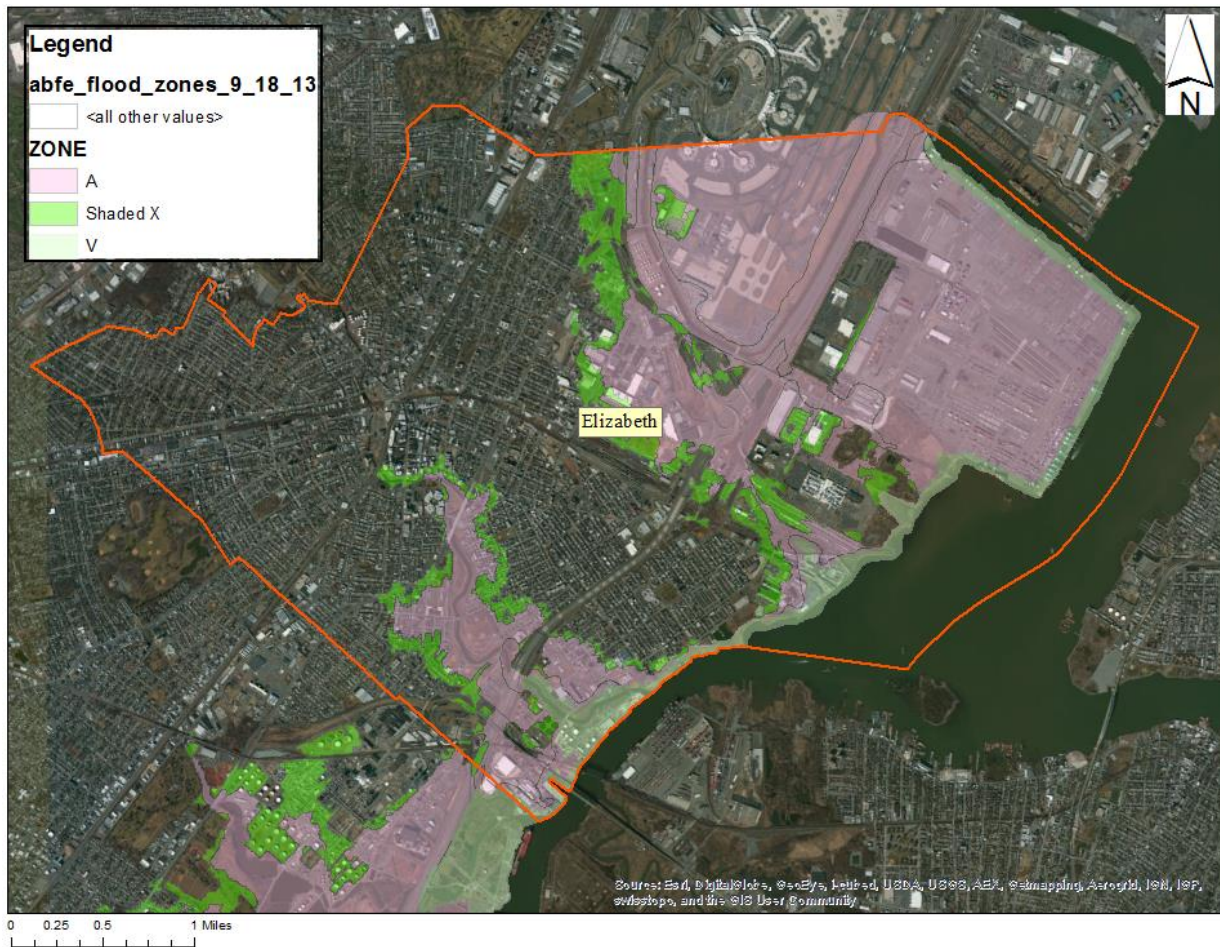 Legend
abfe_flood_zones_9_18_13
<all other values>
ZONE
A
Shaded X
V
N
Elizabeth
Source: Esri, DigitalGlobe, GeoEye, i-cubed, USDA, USGS, AEX, Getmapping, Aerogrid, IGN, IGP,
swisstopo, and the GIS User Community
0 0.25 0.5 1 Miles